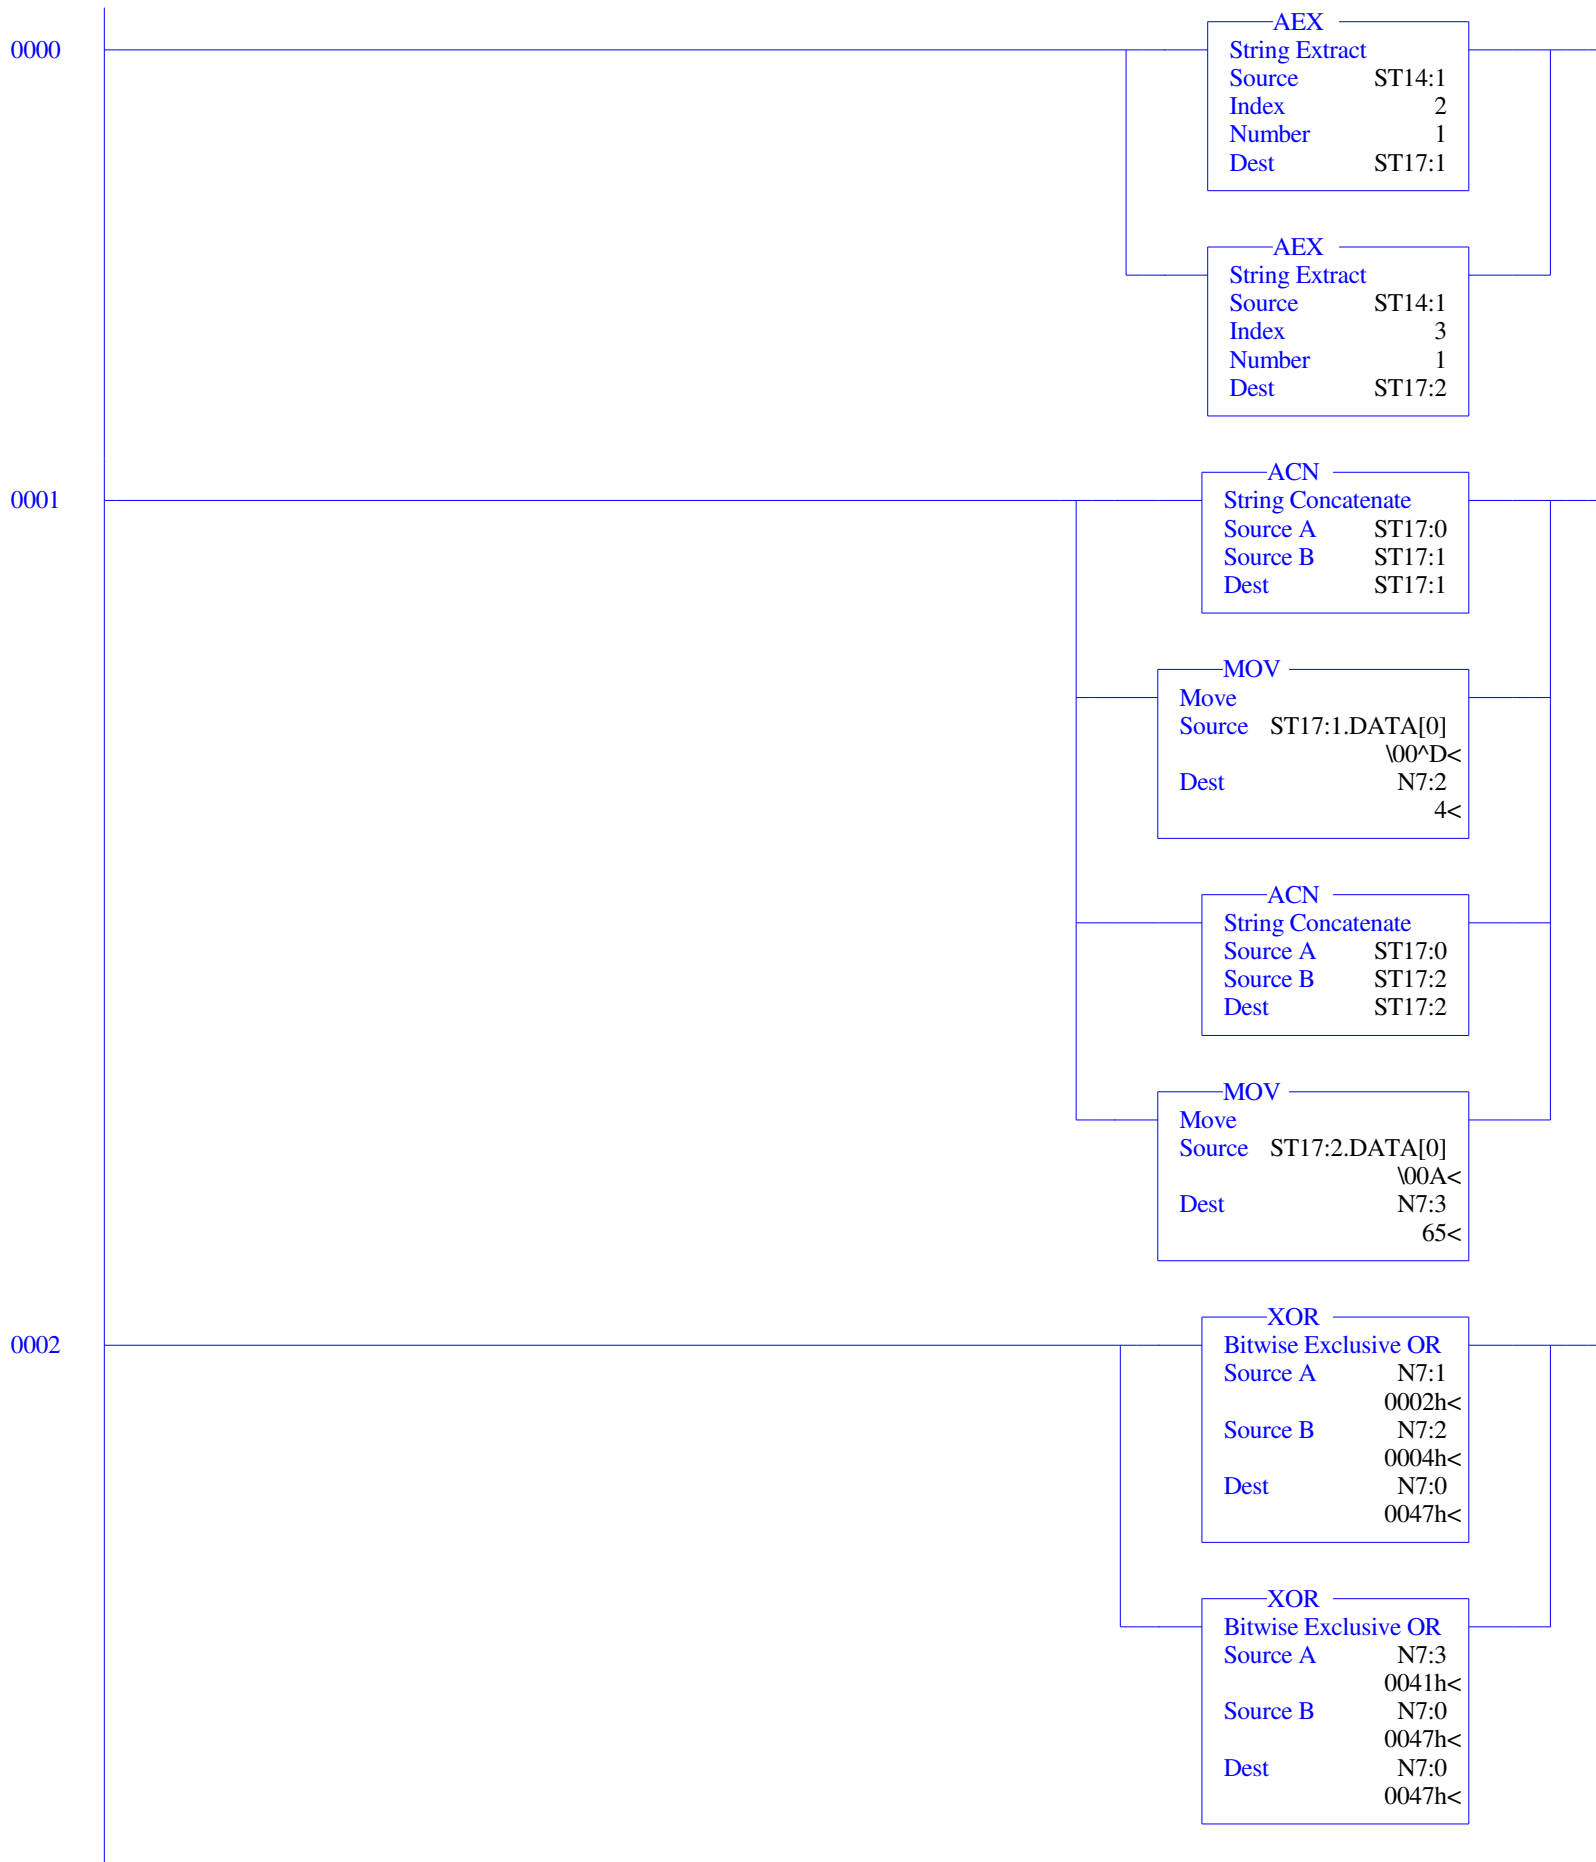 0000
AEX
String Extract
Source ST14:1
Index 2
Number 1
Dest ST17:1
AEX
String Extract
Source ST14:1
Index 3
Number 1
Dest ST17:2
0001
ACN
String Concatenate
Source A ST17:0
Source B ST17:1
Dest ST17:1
MOV
Move
Source ST17:1.DATA[0]
\00^D<
Dest N7:2
4<
ACN
String Concatenate
Source A ST17:0
Source B ST17:2
Dest ST17:2
MOV
Move
Source ST17:2.DATA[0]
\00A<
Dest N7:3
65<
0002
XOR
Bitwise Exclusive OR
Source A N7:1
0002h<
Source B N7:2
0004h<
Dest N7:0
0047h<
XOR
Bitwise Exclusive OR
Source A N7:3
0041h<
Source B N7:0
0047h<
Dest N7:0
0047h<